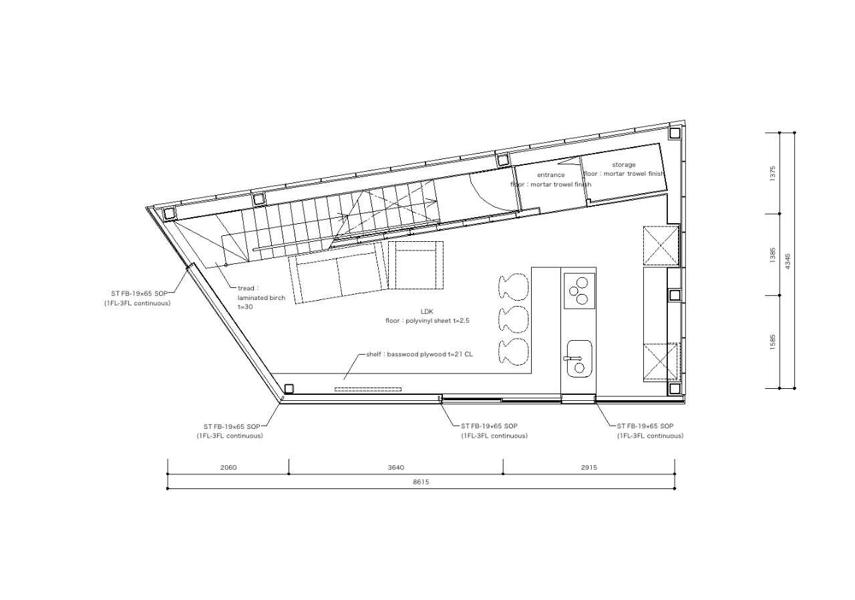 storage
floor : mortar trowel finish
entrance
floor : mortar trowel finish
1375
1385
4345
1585
tread :
laminated birch
t=30
ST FB-19×65 SOP
(1FL-3FL continuous)
LDK
floor : polyvinyl sheet t=2.5
shelf : basswood plywood t=21 CL
ST FB-19×65 SOP
(1FL-3FL continuous)
ST FB-19×65 SOP
(1FL-3FL continuous)
ST FB-19×65 SOP
(1FL-3FL continuous)
2060
3640
2915
8615